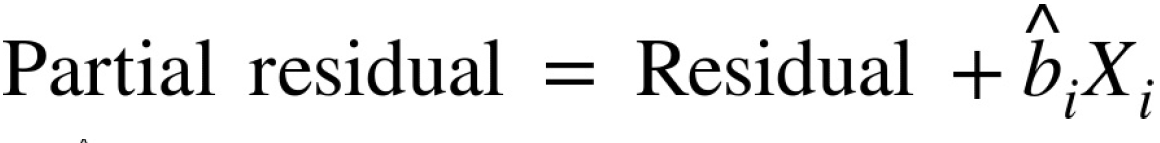 Partial residual = Residual + b̂ᵢXᵢ